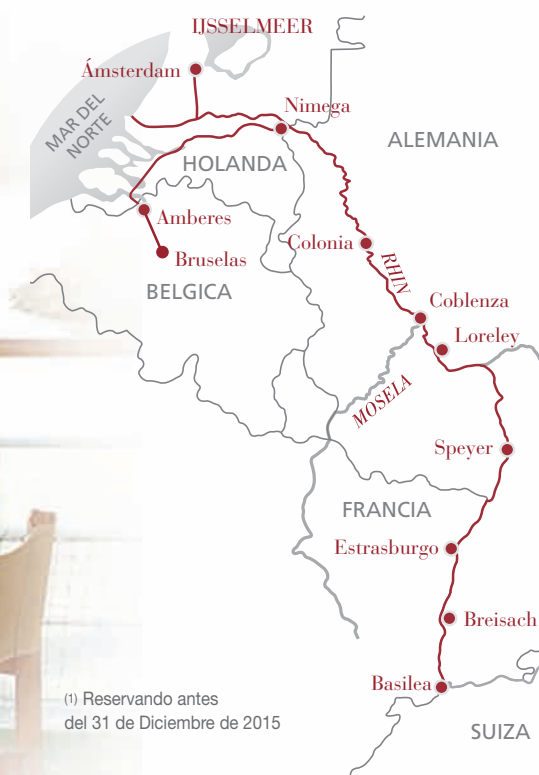 IJSSELMEER
Ámsterdam
MAR DEL
NORTE
Nimega
ALEMANIA
HOLANDA
Amberes
Bruselas
Colonia
RHIN
BELGICA
Coblenza
Loreley
MOSELA
Speyer
FRANCIA
Estrasburgo
Breisach
Basilea
(1) Reservando antes
del 31 de Diciembre de 2015
SUIZA